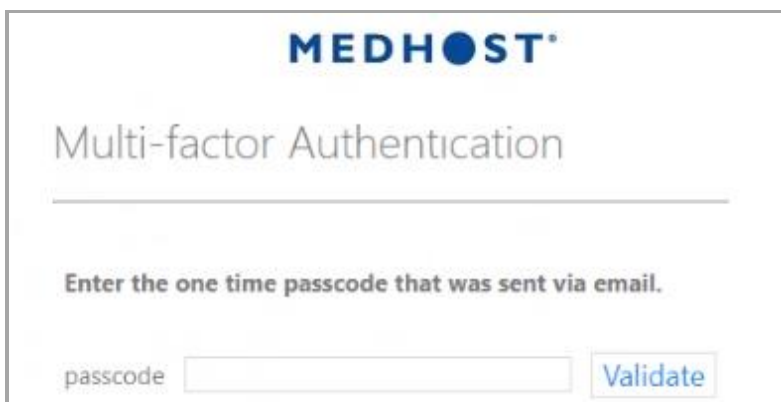 MEDHOST®
Multi-factor Authentication
Enter the one time passcode that was sent via email.
passcode
Validate